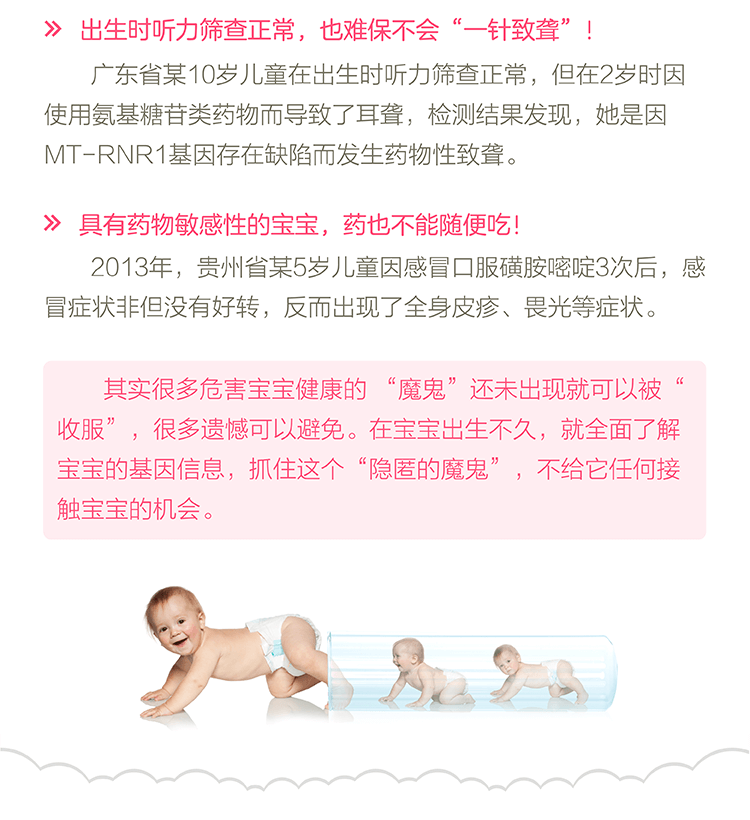 » 出生时听力筛查正常，也难保不会“一针致聋”！
广东省某10岁儿童在出生时听力筛查正常，但在2岁时因
使用氨基糖苷类药物而导致了耳聋，检测结果发现，她是因
MT-RNR1基因存在缺陷而发生药物性致聋。
» 具有药物敏感性的宝宝，药也不能随便吃！
2013年，贵州省某5岁儿童因感冒口服磺胺嘧啶3次后，感
冒症状非但没有好转，反而出现了全身皮疹、畏光等症状。
其实很多危害宝宝健康的“魔鬼”还未出现就可以被“
收服”，很多遗憾可以避免。在宝宝出生不久，就全面了解
宝宝的基因信息，抓住这个“隐匿的魔鬼”，不给它任何接
触宝宝的机会。